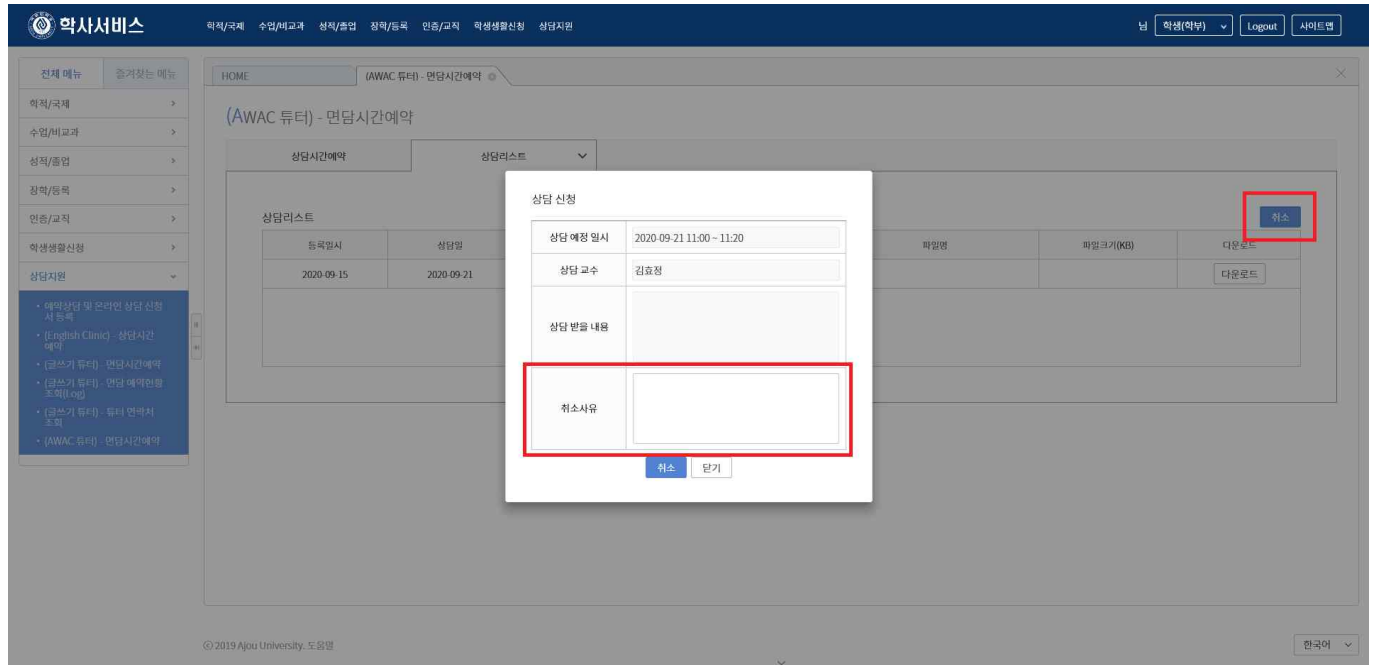 학사서비스
학적/국제 수업/비교과 성적/졸업 장학/등록 인증/교직 학생생활신청 상담지원
님 학생(학부) Logout 사이트맵
전체 메뉴 즐겨찾는 메뉴
HOME (AWAC 튜터) - 면담시간예약
학적/국제
수업/비교과
성적/졸업
장학/등록
인증/교직
학생생활신청
상담지원
• 예약상담 및 온라인 상담 신청
서 등록
• (English Clinic) - 상담시간
예약
• (글쓰기 튜터) - 면담시간예약
• (글쓰기 튜터) - 면담 예약현황
조회(Log)
• (글쓰기 튜터) - 튜터 연락처
조회
• (AWAC 튜터) - 면담시간예약
(AWAC 튜터) - 면담시간예약
상담시간예약 상담리스트
상담리스트 취소
등록일시 상담일 파일명 파일크기(KB) 다운로드
2020-09-15 2020-09-21 다운로드
상담 신청
상담 예정 일시 2020-09-21 11:00 ~ 11:20
상담 교수 김효정
상담 받을 내용
취소사유
취소 닫기
ⓒ 2019 Ajou University. 도움말
한국어